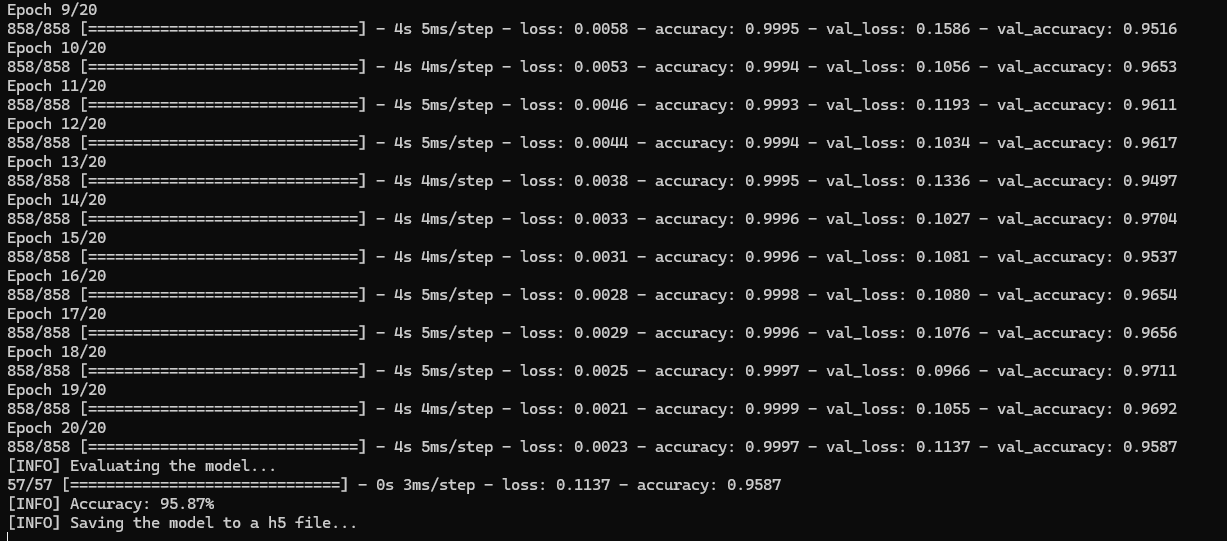 Epoch 9/20
858/858 [==============================] - 4s 5ms/step - loss: 0.0058 - accuracy: 0.9995 - val_loss: 0.1586 - val_accuracy: 0.9516
Epoch 10/20
858/858 [==============================] - 4s 4ms/step - loss: 0.0053 - accuracy: 0.9994 - val_loss: 0.1056 - val_accuracy: 0.9653
Epoch 11/20
858/858 [==============================] - 4s 5ms/step - loss: 0.0046 - accuracy: 0.9993 - val_loss: 0.1193 - val_accuracy: 0.9611
Epoch 12/20
858/858 [==============================] - 4s 5ms/step - loss: 0.0044 - accuracy: 0.9994 - val_loss: 0.1034 - val_accuracy: 0.9617
Epoch 13/20
858/858 [==============================] - 4s 4ms/step - loss: 0.0038 - accuracy: 0.9995 - val_loss: 0.1336 - val_accuracy: 0.9497
Epoch 14/20
858/858 [==============================] - 4s 4ms/step - loss: 0.0033 - accuracy: 0.9996 - val_loss: 0.1027 - val_accuracy: 0.9704
Epoch 15/20
858/858 [==============================] - 4s 4ms/step - loss: 0.0031 - accuracy: 0.9996 - val_loss: 0.1081 - val_accuracy: 0.9537
Epoch 16/20
858/858 [==============================] - 4s 5ms/step - loss: 0.0028 - accuracy: 0.9998 - val_loss: 0.1080 - val_accuracy: 0.9654
Epoch 17/20
858/858 [==============================] - 4s 5ms/step - loss: 0.0029 - accuracy: 0.9996 - val_loss: 0.1076 - val_accuracy: 0.9656
Epoch 18/20
858/858 [==============================] - 4s 5ms/step - loss: 0.0025 - accuracy: 0.9997 - val_loss: 0.0966 - val_accuracy: 0.9711
Epoch 19/20
858/858 [==============================] - 4s 4ms/step - loss: 0.0021 - accuracy: 0.9999 - val_loss: 0.1055 - val_accuracy: 0.9692
Epoch 20/20
858/858 [==============================] - 4s 5ms/step - loss: 0.0023 - accuracy: 0.9997 - val_loss: 0.1137 - val_accuracy: 0.9587
[INFO] Evaluating the model...
57/57 [==============================] - 0s 3ms/step - loss: 0.1137 - accuracy: 0.9587
[INFO] Accuracy: 95.87%
[INFO] Saving the model to a h5 file...